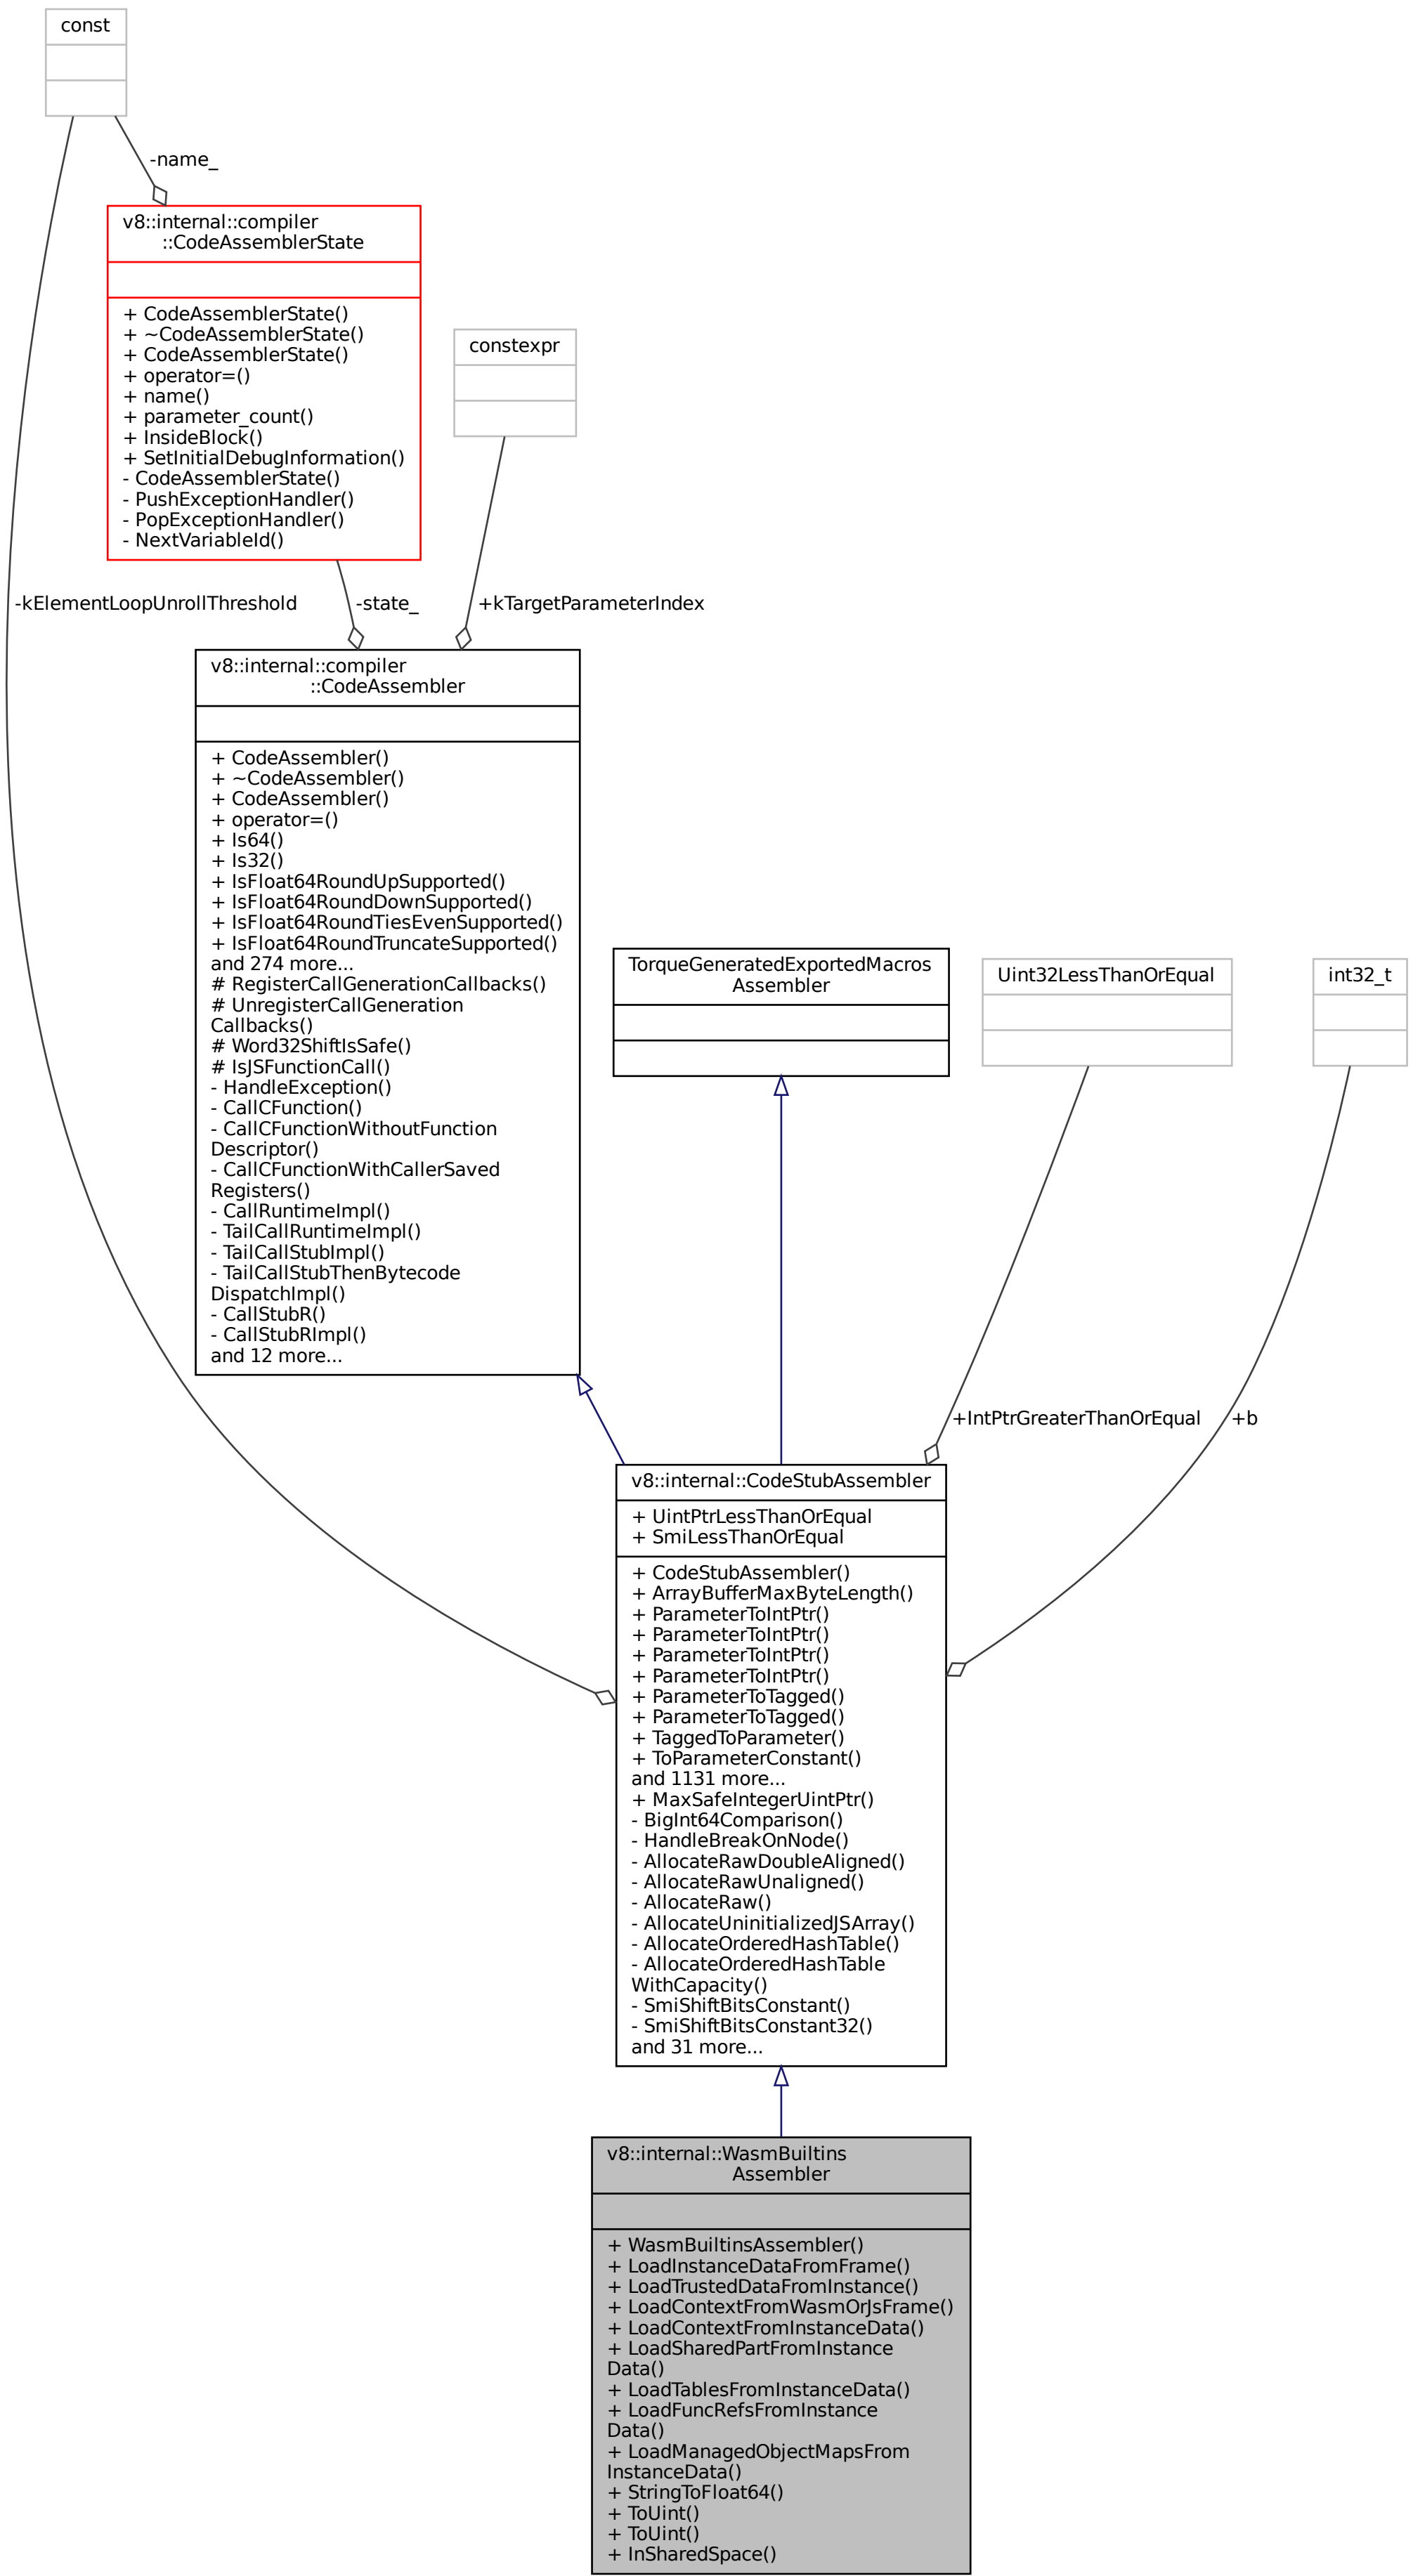 const
-name_
v8::internal::compiler
::CodeAssemblerState
+ CodeAssemblerState()
+ ~CodeAssemblerState()
+ CodeAssemblerState()
+ operator=()
+ name()
+ parameter_count()
+ InsideBlock()
+ SetInitialDebugInformation()
- CodeAssemblerState()
- PushExceptionHandler()
- PopExceptionHandler()
- NextVariableId()
constexpr
-kElementLoopUnrollThreshold
-state_
+kTargetParameterIndex
v8::internal::compiler
::CodeAssembler
+ CodeAssembler()
+ ~CodeAssembler()
+ CodeAssembler()
+ operator=()
+ Is64()
+ Is32()
+ IsFloat64RoundUpSupported()
+ IsFloat64RoundDownSupported()
+ IsFloat64RoundTiesEvenSupported()
+ IsFloat64RoundTruncateSupported()
and 274 more...
# RegisterCallGenerationCallbacks()
# UnregisterCallGeneration
Callbacks()
# Word32ShiftIsSafe()
# IsJSFunctionCall()
- HandleException()
- CallCFunction()
- CallCFunctionWithoutFunction
Descriptor()
- CallCFunctionWithCallerSaved
Registers()
- CallRuntimeImpl()
- TailCallRuntimeImpl()
- TailCallStubImpl()
- TailCallStubThenBytecode
DispatchImpl()
- CallStubR()
- CallStubRImpl()
and 12 more...
TorqueGeneratedExportedMacros
Assembler
Uint32LessThanOrEqual
int32_t
+IntPtrGreaterThanOrEqual
+b
v8::internal::CodeStubAssembler
+ UintPtrLessThanOrEqual
+ SmiLessThanOrEqual
+ CodeStubAssembler()
+ ArrayBufferMaxByteLength()
+ ParameterToIntPtr()
+ ParameterToIntPtr()
+ ParameterToIntPtr()
+ ParameterToIntPtr()
+ ParameterToTagged()
+ ParameterToTagged()
+ TaggedToParameter()
+ ToParameterConstant()
and 1131 more...
+ MaxSafeIntegerUintPtr()
- BigInt64Comparison()
- HandleBreakOnNode()
- AllocateRawDoubleAligned()
- AllocateRawUnaligned()
- AllocateRaw()
- AllocateUninitializedJSArray()
- AllocateOrderedHashTable()
- AllocateOrderedHashTable
WithCapacity()
- SmiShiftBitsConstant()
- SmiShiftBitsConstant32()
and 31 more...
v8::internal::WasmBuiltins
Assembler
+ WasmBuiltinsAssembler()
+ LoadInstanceDataFromFrame()
+ LoadTrustedDataFromInstance()
+ LoadContextFromWasmOrJsFrame()
+ LoadContextFromInstanceData()
+ LoadSharedPartFromInstance
Data()
+ LoadTablesFromInstanceData()
+ LoadFuncRefsFromInstance
Data()
+ LoadManagedObjectMapsFrom
InstanceData()
+ StringToFloat64()
+ ToUint()
+ ToUint()
+ InSharedSpace()